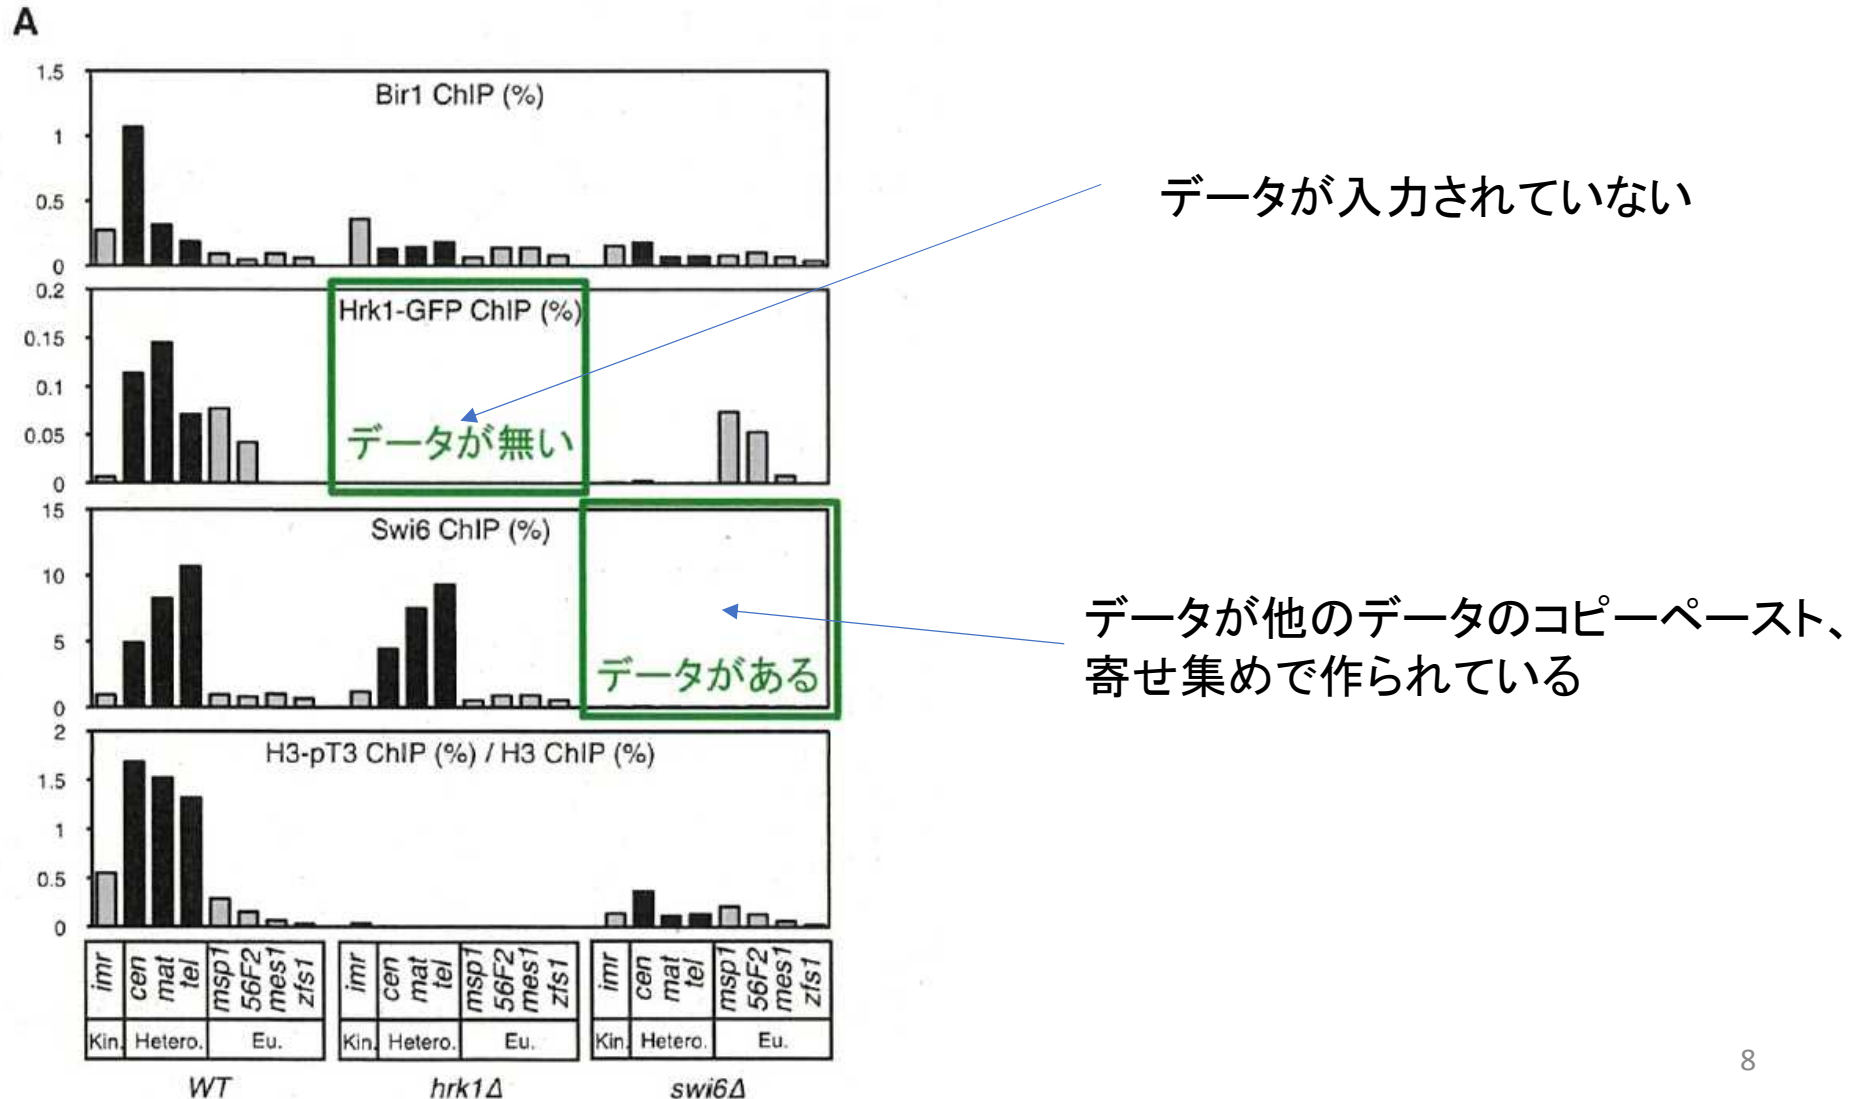 A
1.5
Bir1 ChIP (%)
1
0.5
0
データが入力されていない
0.2
Hrk1-GFP ChIP (%)
0.15
0.1
0.05
データが無い
0
15
Swi6 ChIP (%)
10
5
データがある
0
データが他のデータのコピーペースト、
寄せ集めで作られている
2
H3-pT3 ChIP (%) / H3 ChIP (%)
1.5
1
0.5
0
imr cen mat tel msp1 56F2 mes1 zfs1 imr cen mat tel msp1 56F2 mes1 zfs1 imr cen mat tel msp1 56F2 mes1 zfs1
Kin. Hetero. Eu. Kin. Hetero. Eu. Kin. Hetero. Eu.
WT hrk1Δ swi6Δ
8